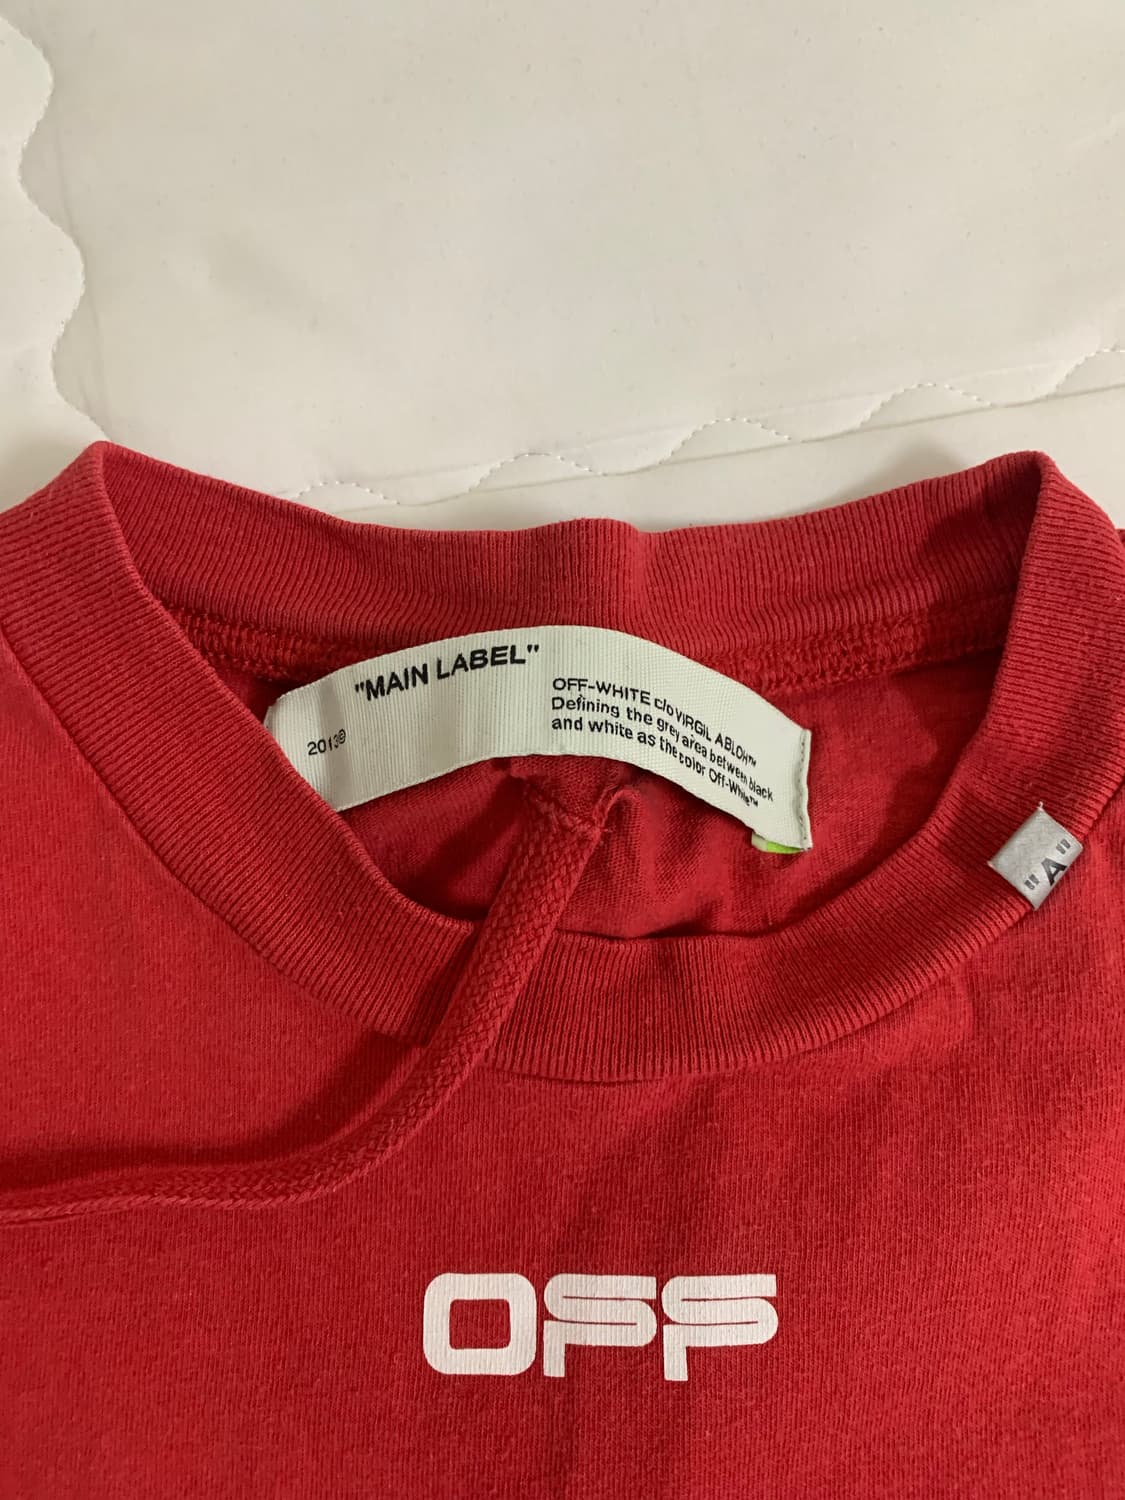 "MAIN LABEL"
2013©
OFF-WHITE c/o VIRGIL ABLOH™
Defining the grey area between black
and white as the color Off-White™
"A"
OFF